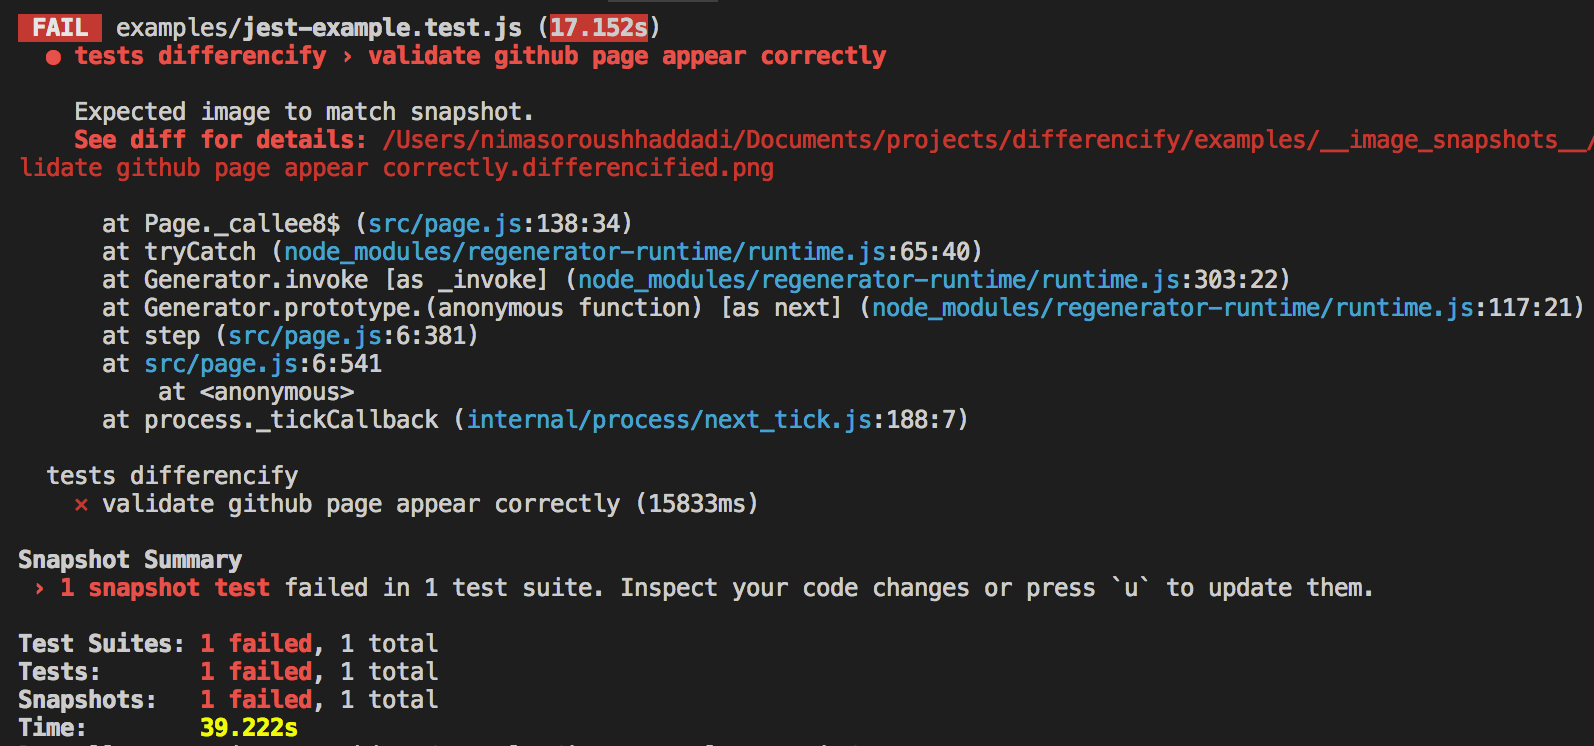 FAIL examples/jest-example.test.js (17.152s)
● tests differencify › validate github page appear correctly
Expected image to match snapshot.
See diff for details: /Users/nimasoroushhaddadi/Documents/projects/differencify/examples/__image_snapshots__/
lidate github page appear correctly.differencified.png
at Page._callee8$ (src/page.js:138:34)
at tryCatch (node_modules/regenerator-runtime/runtime.js:65:40)
at Generator.invoke [as _invoke] (node_modules/regenerator-runtime/runtime.js:303:22)
at Generator.prototype.(anonymous function) [as next] (node_modules/regenerator-runtime/runtime.js:117:21)
at step (src/page.js:6:381)
at src/page.js:6:541
at <anonymous>
at process._tickCallback (internal/process/next_tick.js:188:7)
tests differencify
✕ validate github page appear correctly (15833ms)
Snapshot Summary
› 1 snapshot test failed in 1 test suite. Inspect your code changes or press `u` to update them.
Test Suites: 1 failed, 1 total
Tests: 1 failed, 1 total
Snapshots: 1 failed, 1 total
Time: 39.222s